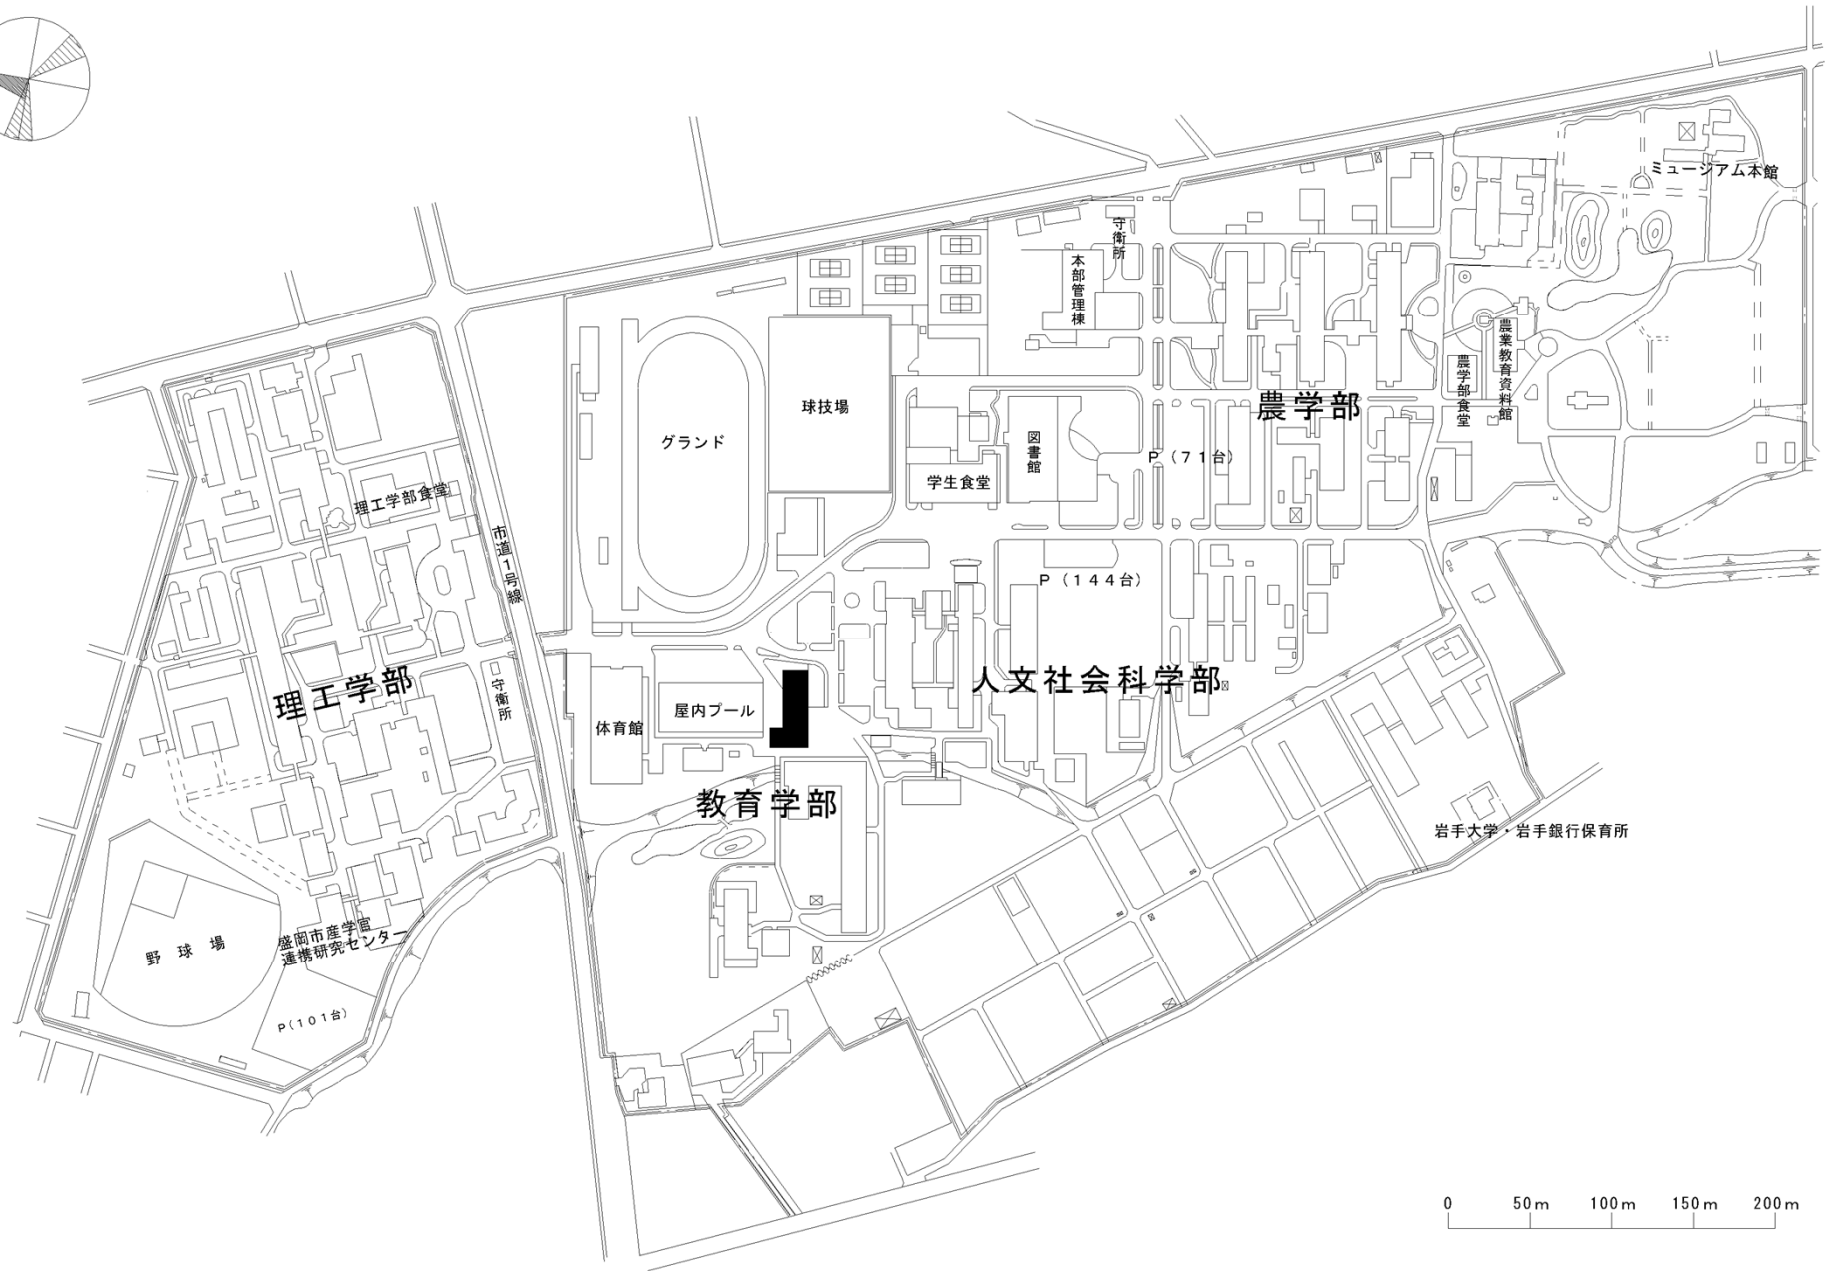 ミュージアム本館
守衛所
本部管理棟
農業教育資料館
農学部食堂
農学部
球技場
グランド
図書館
学生食堂
P（71台）
理工学部食堂
市道1号線
P（144台）
理工学部
守衛所
人文社会科学部
屋内プール
体育館
教育学部
岩手大学・岩手銀行保育所
野球場
盛岡市産学官
連携研究センター
P（101台）
0 50m 100m 150m 200m